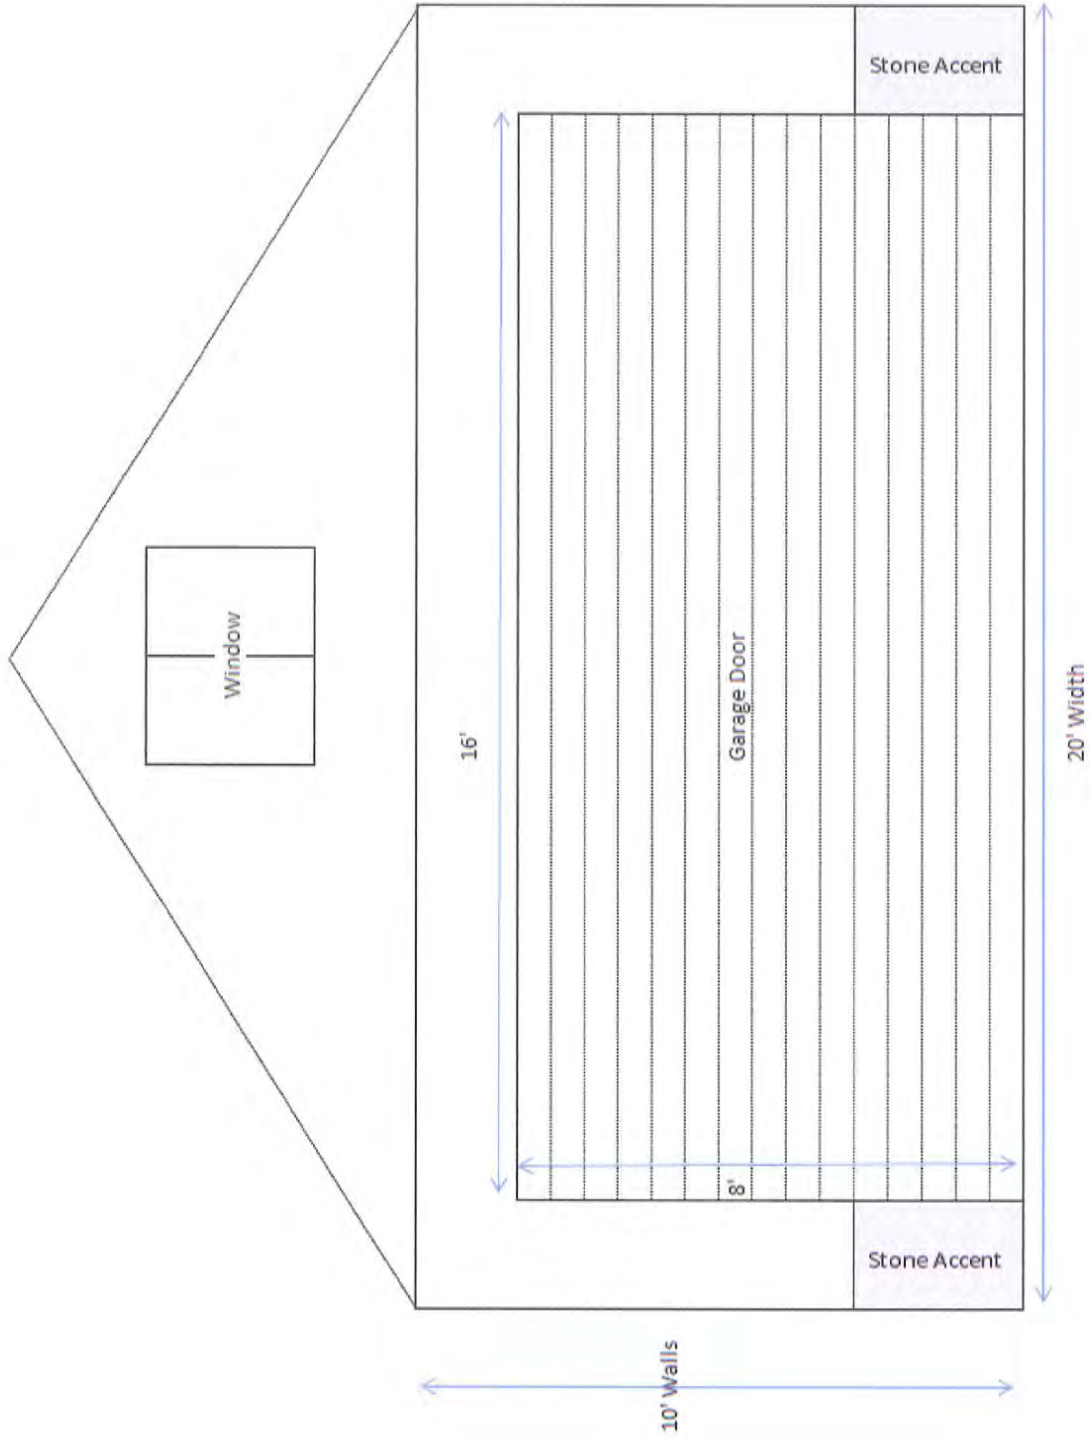 Window
16'
Garage Door
8'
Stone Accent
Stone Accent
10' Walls
20' Width